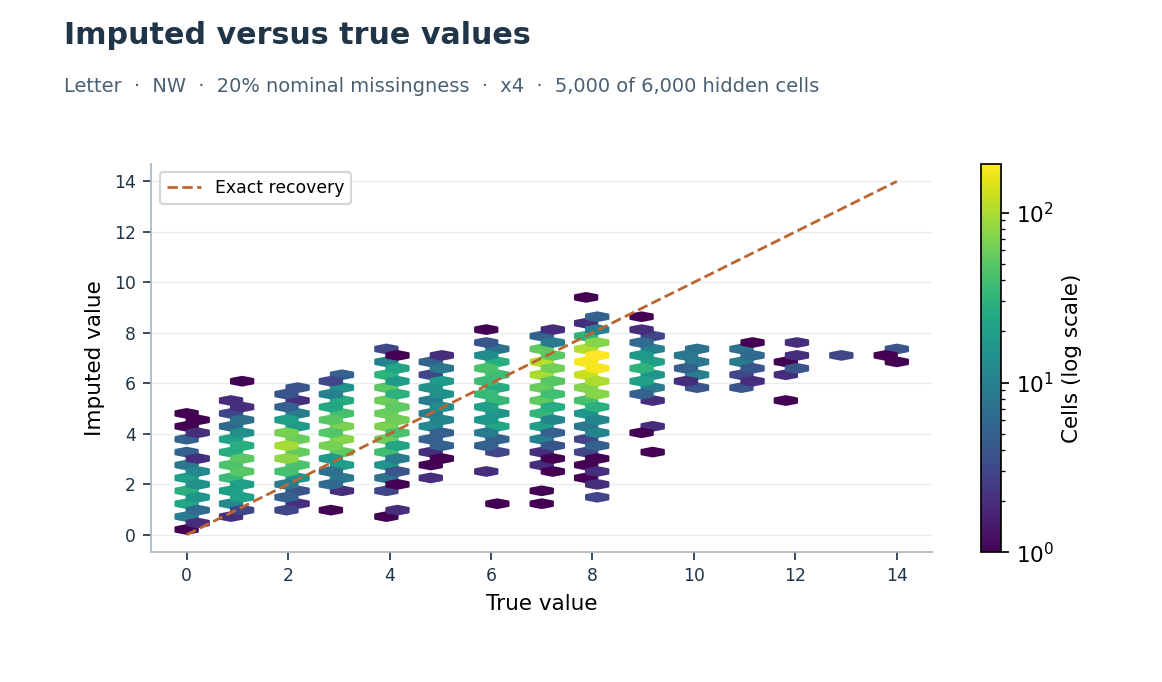 Imputed versus true values
Letter · NW · 20% nominal missingness · x4 · 5,000 of 6,000 hidden cells
Exact recovery
14
12
10
8
6
4
2
0
Imputed value
0 2 4 6 8 10 12 14
True value
10²
10¹
10⁰
Cells (log scale)